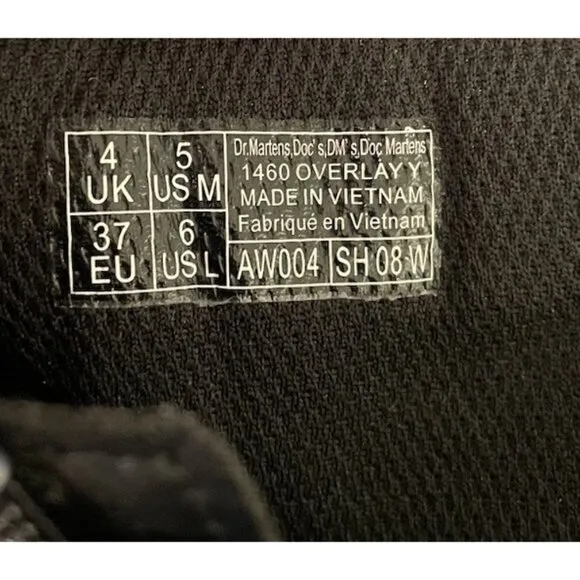 4
UK
5
US M
37
EU
6
US L
Dr.Martens,Doc's,DM's,Doc Martens
1460 OVERLAY Y
MADE IN VIETNAM
Fabriqué en Vietnam
AW004
SH 08-W